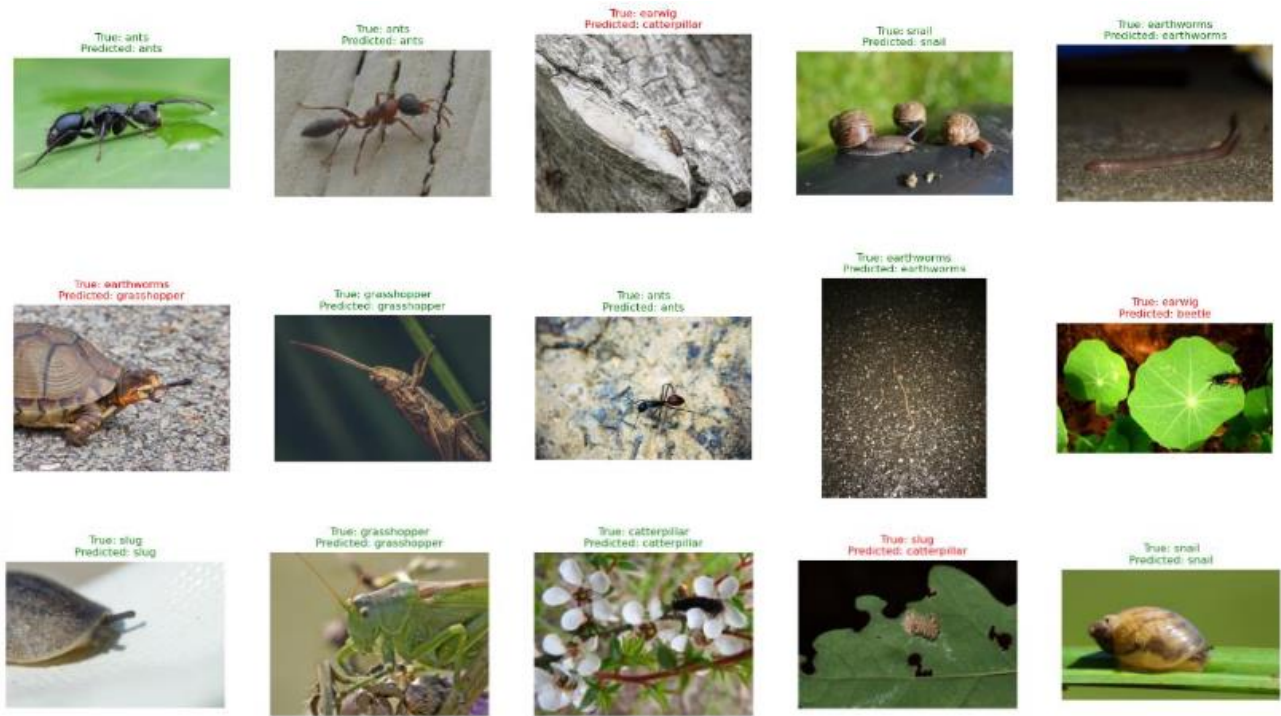 True: ants
Predicted: ants
True: ants
Predicted: ants
True: earwig
Predicted: catterpillar
True: snail
Predicted: snail
True: earthworms
Predicted: earthworms
True: earthworms
Predicted: grasshopper
True: grasshopper
Predicted: grasshopper
True: ants
Predicted: ants
True: earthworms
Predicted: earthworms
True: earwig
Predicted: beetle
True: slug
Predicted: slug
True: grasshopper
Predicted: grasshopper
True: catterpillar
Predicted: catterpillar
True: slug
Predicted: catterpillar
True: snail
Predicted: snail